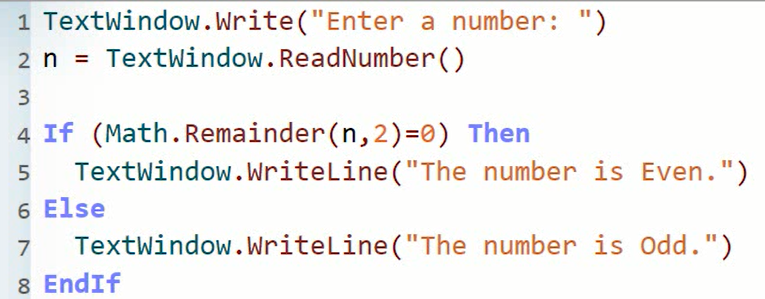 1 TextWindow.Write("Enter a number: ")
2 n = TextWindow.ReadNumber()
3
4 If (Math.Remainder(n,2)=0) Then
5   TextWindow.WriteLine("The number is Even.")
6 Else
7   TextWindow.WriteLine("The number is Odd.")
8 EndIf